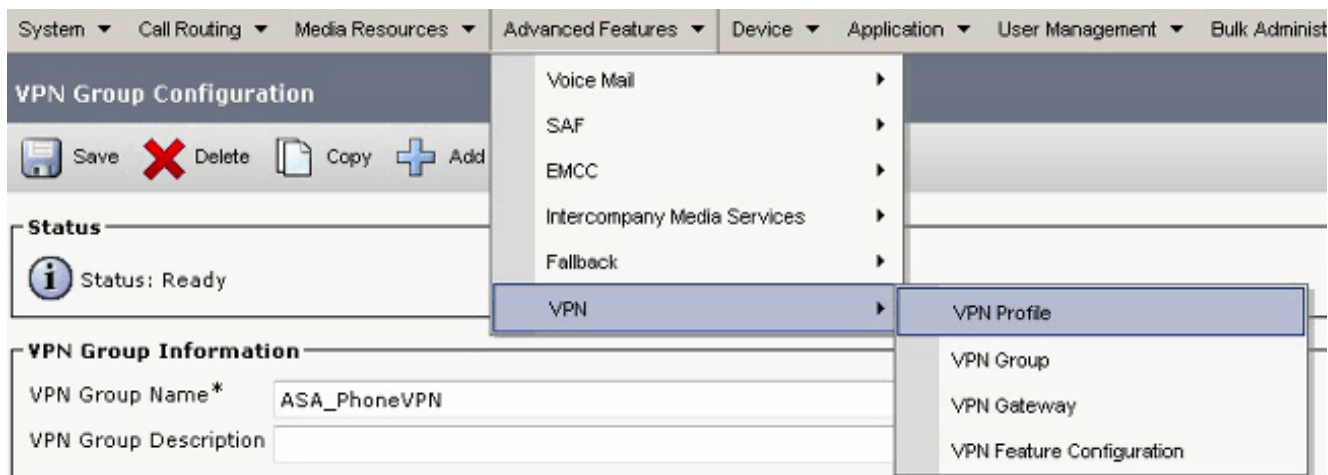 System Call Routing Media Resources Advanced Features Device Application User Management Bulk Administ
VPN Group Configuration
Save Delete Copy Add
Voice Mail
SAF
EMCC
Intercompany Media Services
Fallback
VPN
VPN Profile
VPN Group
VPN Gateway
VPN Feature Configuration
Status
Status: Ready
VPN Group Information
VPN Group Name* ASA_PhoneVPN
VPN Group Description